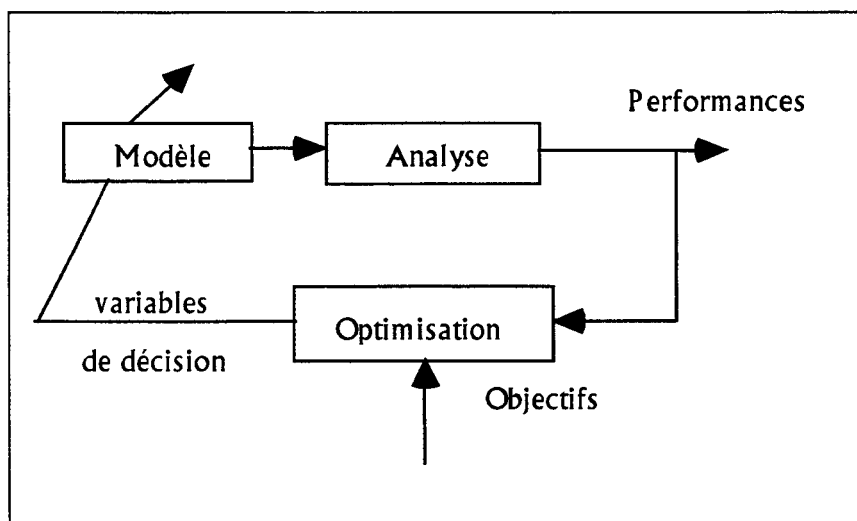 Performances
Modèle
Analyse
variables
de décision
Optimisation
Objectifs